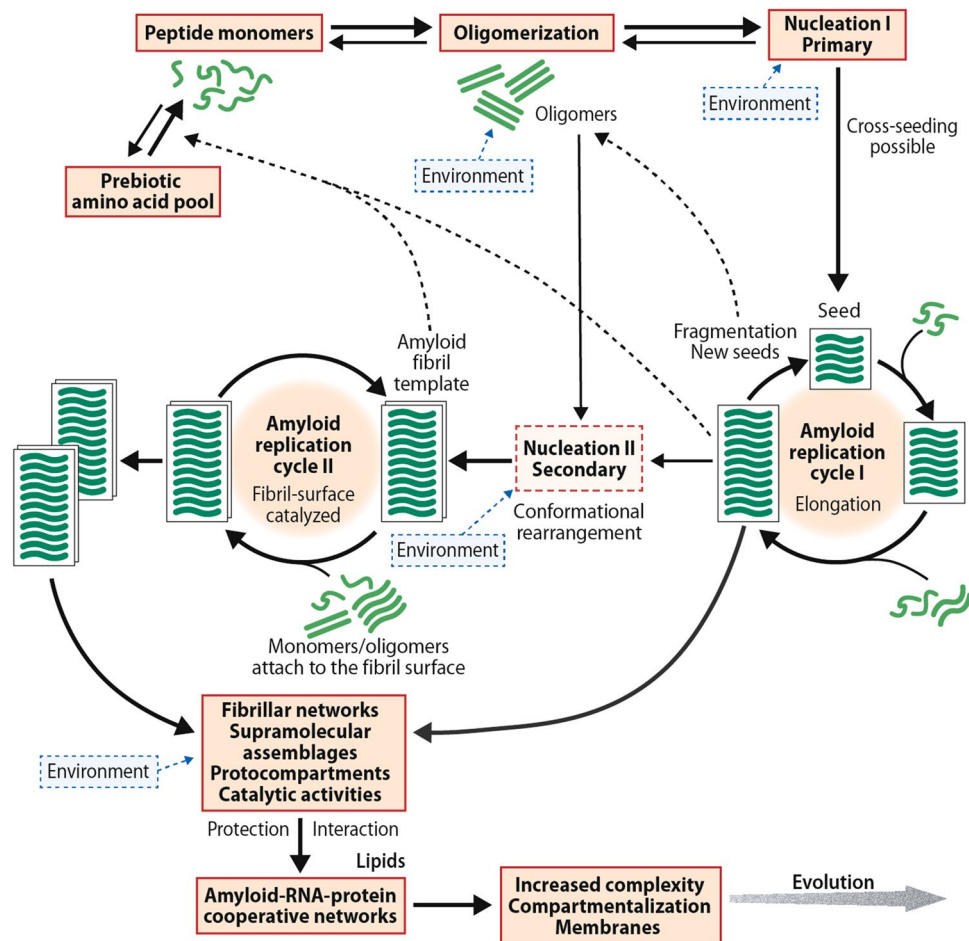 Peptide monomers
Oligomerization
Nucleation I
Primary
Environment
Oligomers
Environment
Cross-seeding
possible
Prebiotic
amino acid pool
Seed
Fragmentation
New seeds
Amyloid
fibril
template
Amyloid
replication
cycle II
Fibril-surface
catalyzed
Nucleation II
Secondary
Amyloid
replication
cycle I
Elongation
Conformational
rearrangement
Environment
Monomers/oligomers
attach to the fibril surface
Fibrillar networks
Supramolecular
assemblages
Protocompartments
Catalytic activities
Environment
Protection
Interaction
Lipids
Amyloid-RNA-protein
cooperative networks
Increased complexity
Compartmentalization
Membranes
Evolution